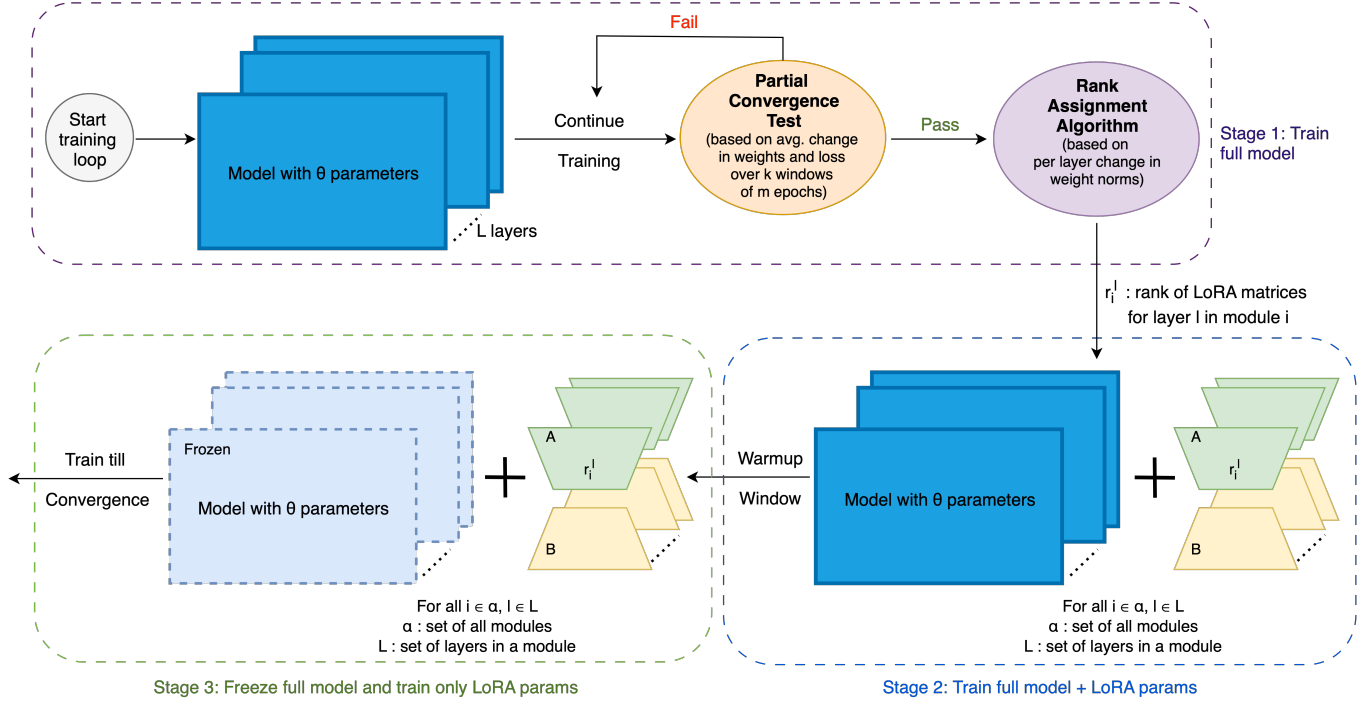 Fail
Start
training
loop
Model with θ parameters
L layers
Continue
Training
Partial
Convergence
Test
(based on avg. change
in weights and loss
over k windows
of m epochs)
Pass
Rank
Assignment
Algorithm
(based on
per layer change in
weight norms)
Stage 1: Train
full model
r_i^l : rank of LoRA matrices
for layer l in module i
Train till
Convergence
Frozen
Model with θ parameters
A
r_i^l
B
For all i ∈ α, l ∈ L
α : set of all modules
L : set of layers in a module
Stage 3: Freeze full model and train only LoRA params
Warmup
Window
Model with θ parameters
A
r_i^l
B
For all i ∈ α, l ∈ L
α : set of all modules
L : set of layers in a module
Stage 2: Train full model + LoRA params